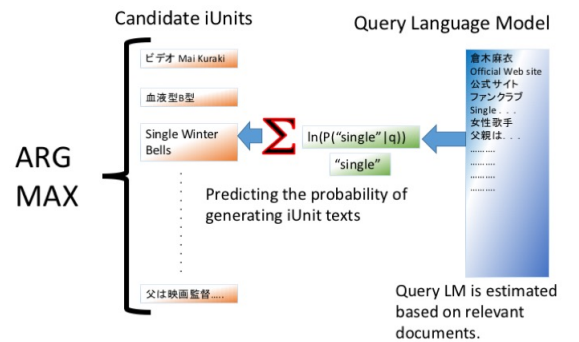 Candidate iUnits
Query Language Model
ビデオ Mai Kuraki
血液型B型
Single Winter
Bells
父は映画監督.....
ARG
MAX
Σ
ln(P(“single”|q))
“single”
Predicting the probability of
generating iUnit texts
倉木麻衣
Official Web site
公式サイト
ファンクラブ
Single . . .
女性歌手
父親は. . .
..........
..........
..........
..........
Query LM is estimated
based on relevant
documents.